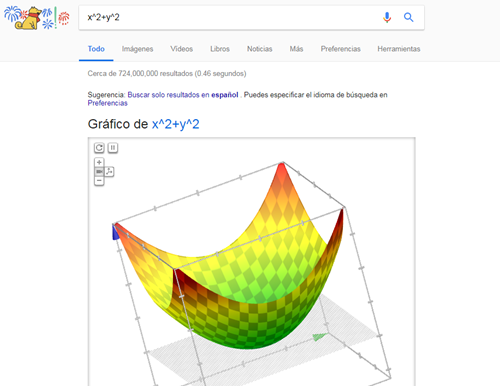 x^2+y^2
Todo Imágenes Vídeos Libros Noticias Más Preferencias Herramientas
Cerca de 724,000,000 resultados (0.46 segundos)
Sugerencia: Buscar solo resultados en español . Puedes especificar el idioma de búsqueda en
Preferencias
Gráfico de x^2+y^2